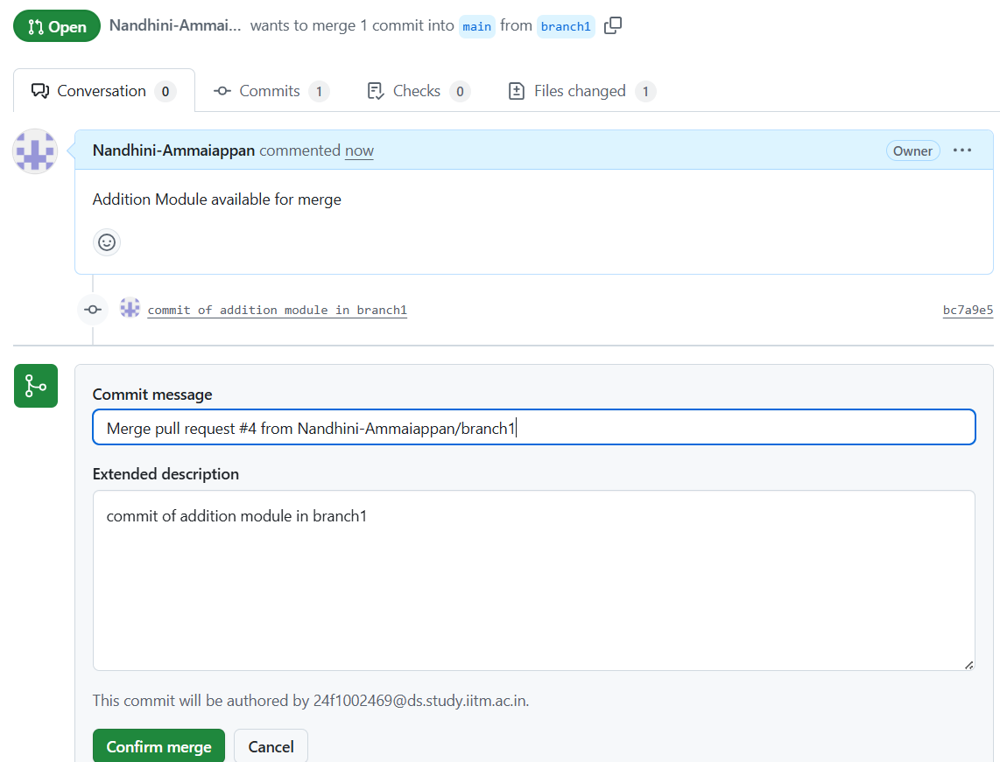 Open Nandhini-Ammai... wants to merge 1 commit into main from branch1
Conversation 0 Commits 1 Checks 0 Files changed 1
Nandhini-Ammaiappan commented now Owner
Addition Module available for merge
commit of addition module in branch1 bc7a9e5
Commit message
Merge pull request #4 from Nandhini-Ammaiappan/branch1
Extended description
commit of addition module in branch1
This commit will be authored by 24f1002469@ds.study.iitm.ac.in.
Confirm merge Cancel